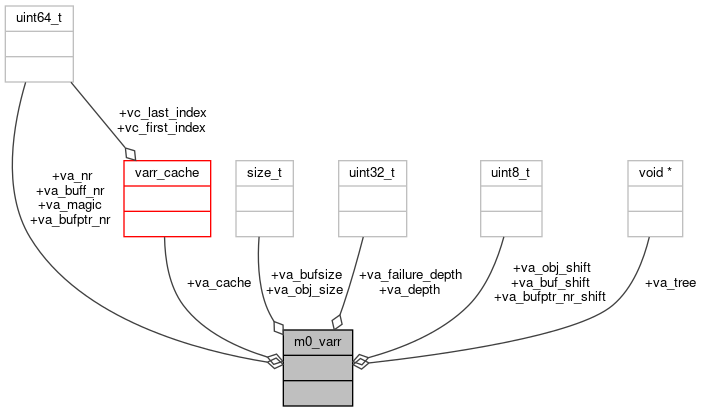 uint64_t
+vc_last_index
+vc_first_index
varr_cache
size_t
uint32_t
uint8_t
void *
+va_nr
+va_buff_nr
+va_magic
+va_bufptr_nr
+va_cache
+va_bufsize
+va_obj_size
+va_failure_depth
+va_depth
+va_obj_shift
+va_buf_shift
+va_bufptr_nr_shift
+va_tree
m0_varr